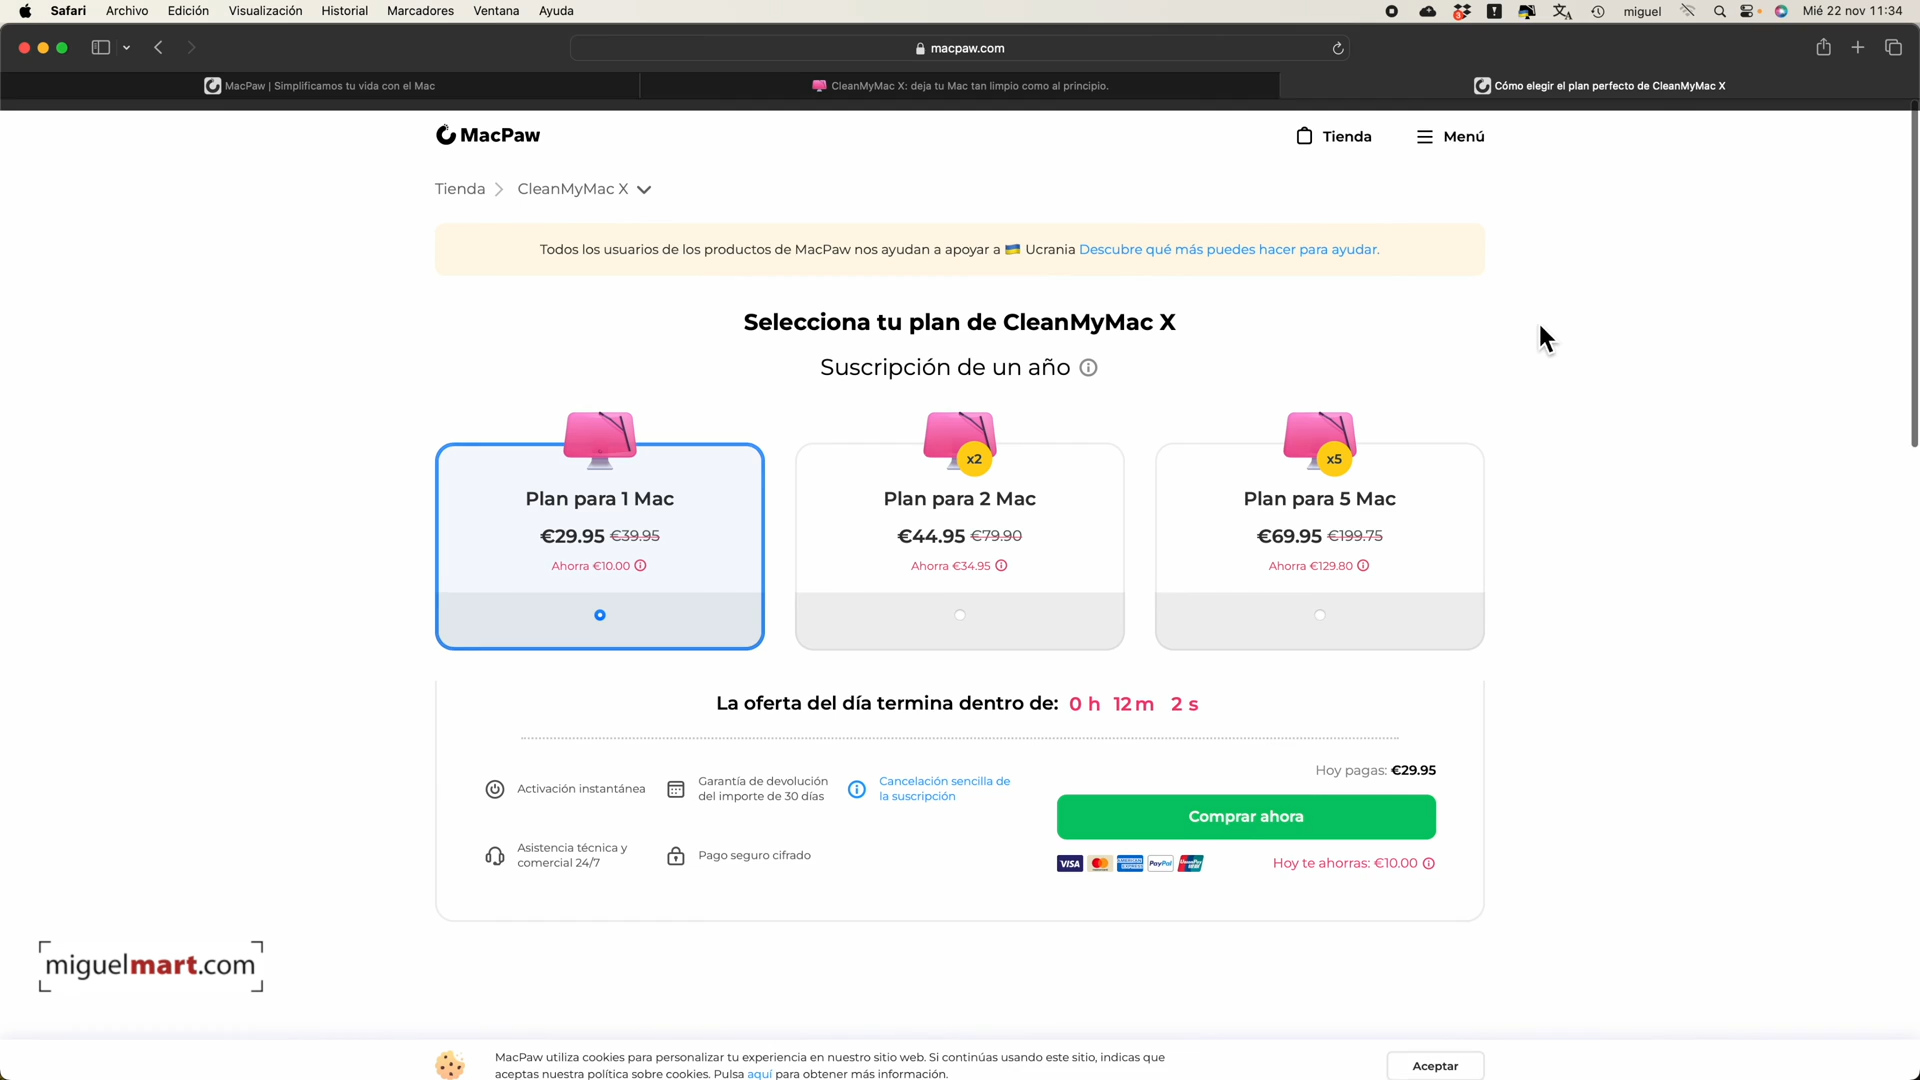 Safari Archivo Edición Visualización Historial Marcadores Ventana Ayuda
3
miguel
Mié 22 nov 11:34
macpaw.com
MacPaw | Simplificamos tu vida con el Mac
CleanMyMac X: deja tu Mac tan limpio como al principio.
Cómo elegir el plan perfecto de CleanMyMac X
MacPaw
Tienda
Menú
Tienda
CleanMyMac X
Todos los usuarios de los productos de MacPaw nos ayudan a apoyar a 🇺🇦 Ucrania Descubre qué más puedes hacer para ayudar.
Selecciona tu plan de CleanMyMac X
Suscripción de un año
Plan para 1 Mac
€29.95 €39.95
Ahorra €10.00
x2
Plan para 2 Mac
€44.95 €79.90
Ahorra €34.95
x5
Plan para 5 Mac
€69.95 €199.75
Ahorra €129.80
La oferta del día termina dentro de: 0 h 12 m 2 s
Activación instantánea
Garantía de devolución
del importe de 30 días
Cancelación sencilla de
la suscripción
Asistencia técnica y
comercial 24/7
Pago seguro cifrado
Hoy pagas: €29.95
Comprar ahora
VISA
AMERICAN EXPRESS
PayPal
UnionPay
Hoy te ahorras: €10.00
miguelmart.com
MacPaw utiliza cookies para personalizar tu experiencia en nuestro sitio web. Si continúas usando este sitio, indicas que
aceptas nuestra política sobre cookies. Pulsa aquí para obtener más información.
Aceptar